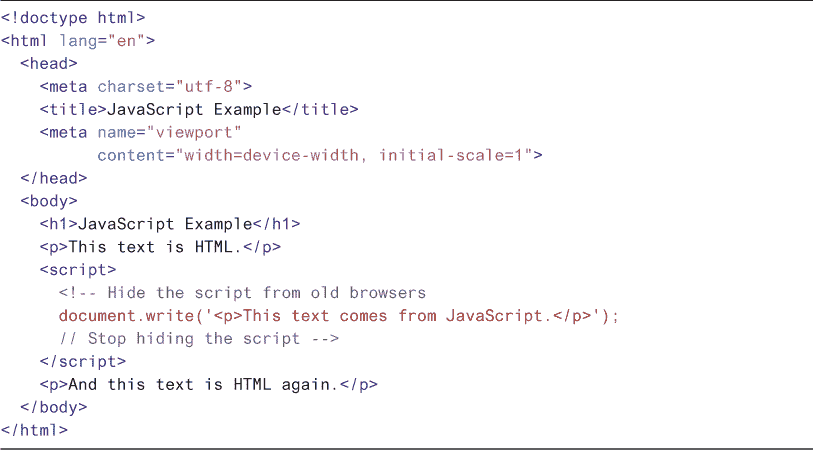 <!doctype html>
<html lang="en">
  <head>
    <meta charset="utf-8">
    <title>JavaScript Example</title>
    <meta name="viewport"
          content="width=device-width, initial-scale=1">
  </head>
  <body>
    <h1>JavaScript Example</h1>
    <p>This text is HTML.</p>
    <script>
      <!-- Hide the script from old browsers
      document.write('<p>This text comes from JavaScript.</p>');
      // Stop hiding the script -->
    </script>
    <p>And this text is HTML again.</p>
  </body>
</html>